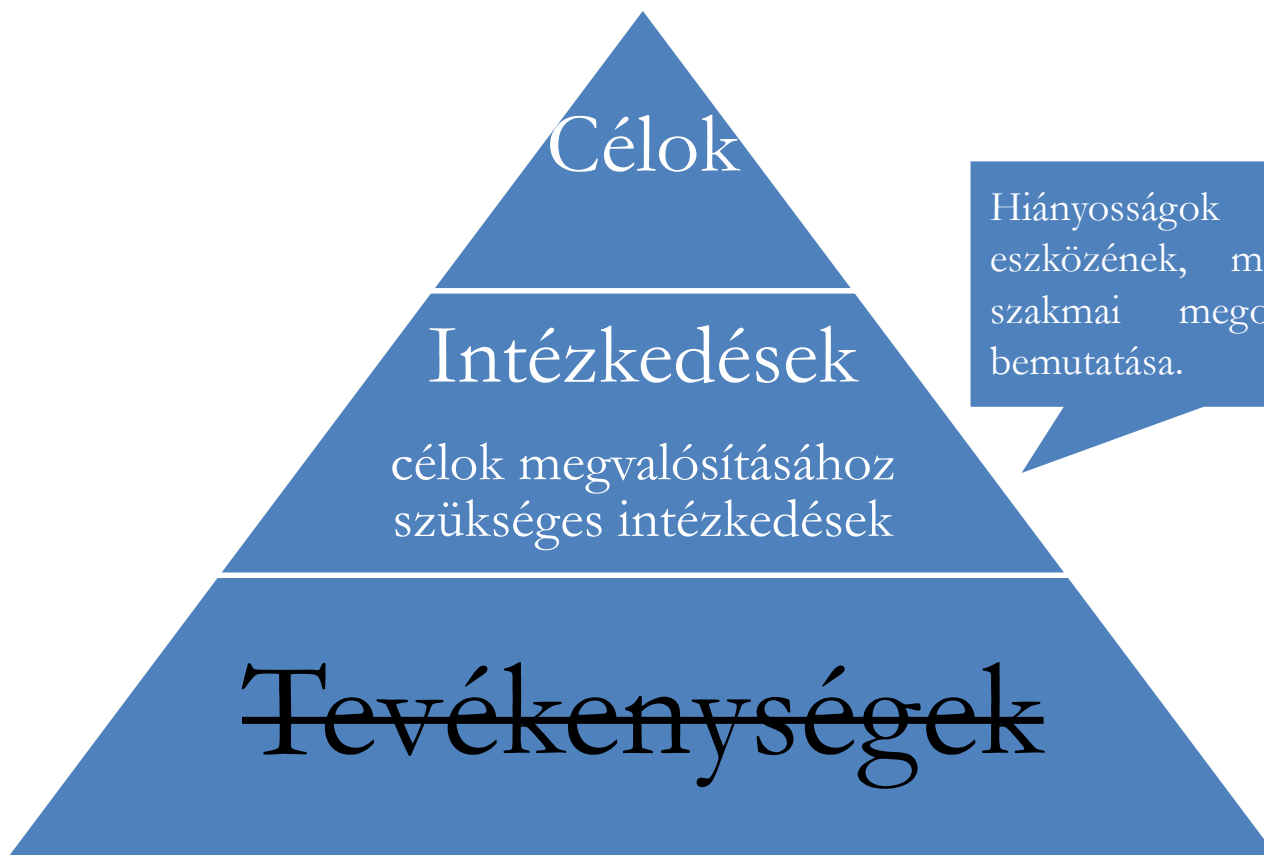 Célok
Intézkedések
célok megvalósításához
szükséges intézkedések
Tevékenységek
Hiányosságok
eszközének,
szakmai
bemutatása.